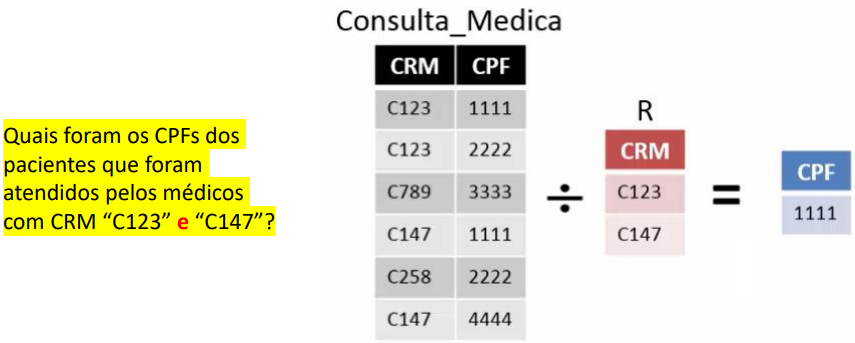 Quais foram os CPFs dos
pacientes que foram
atendidos pelos médicos
com CRM “C123” e “C147”?
Consulta_Medica
CRM CPF
C123 1111
C123 2222
C789 3333
C147 1111
C258 2222
C147 4444
÷
R
CRM
C123
C147
=
CPF
1111